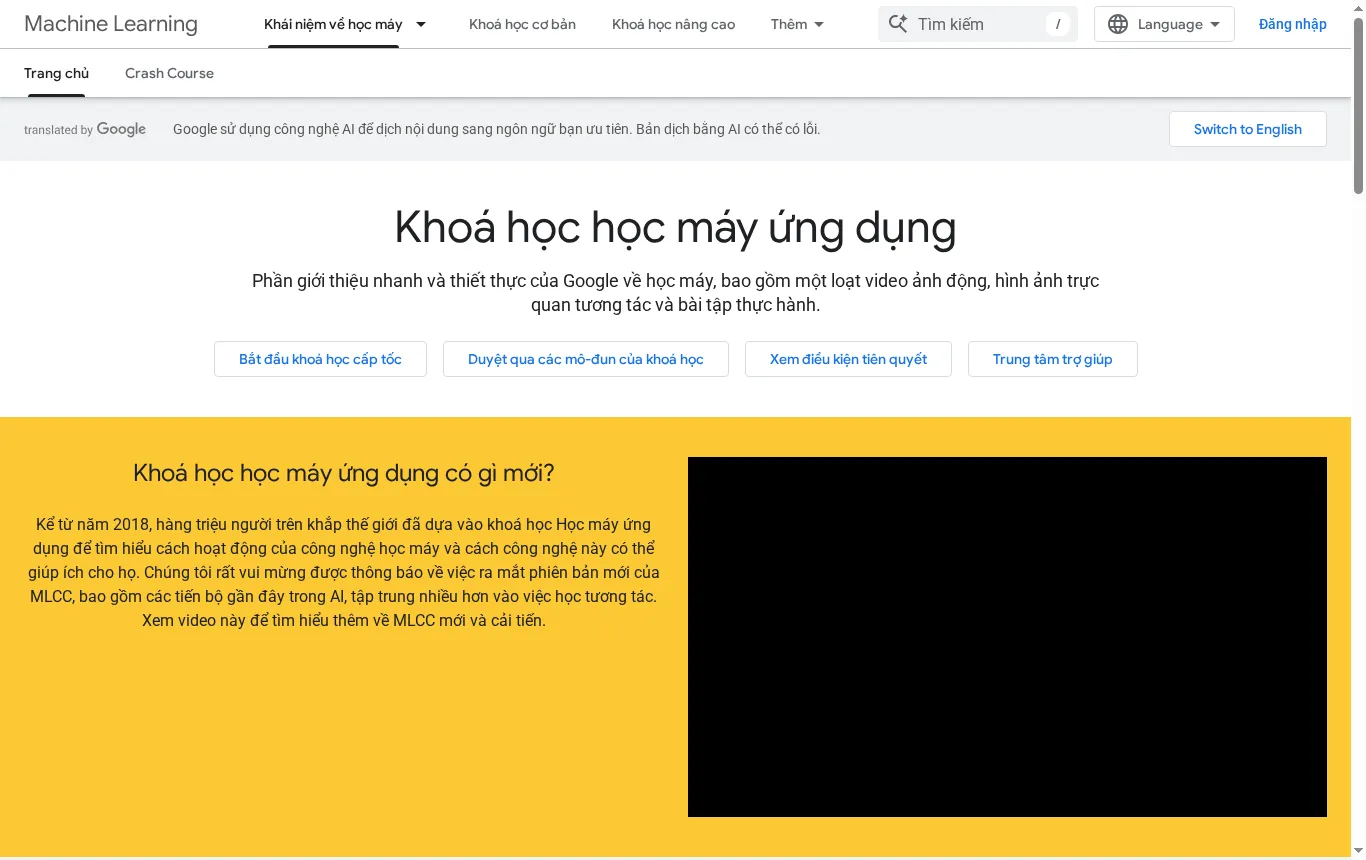 Machine Learning
Khái niệm về học máy
Khoá học cơ bản
Khoá học nâng cao
Thêm
Tìm kiếm
/
Language
Đăng nhập
Trang chủ
Crash Course
translated by Google
Google sử dụng công nghệ AI để dịch nội dung sang ngôn ngữ bạn ưu tiên. Bản dịch bằng AI có thể có lỗi.
Switch to English
Khoá học học máy ứng dụng
Phần giới thiệu nhanh và thiết thực của Google về học máy, bao gồm một loạt video ảnh động, hình ảnh trực
quan tương tác và bài tập thực hành.
Bắt đầu khoá học cấp tốc
Duyệt qua các mô-đun của khoá học
Xem điều kiện tiên quyết
Trung tâm trợ giúp
Khoá học học máy ứng dụng có gì mới?
Kể từ năm 2018, hàng triệu người trên khắp thế giới đã dựa vào khoá học Học máy ứng
dụng để tìm hiểu cách hoạt động của công nghệ học máy và cách công nghệ này có thể
giúp ích cho họ. Chúng tôi rất vui mừng được thông báo về việc ra mắt phiên bản mới của
MLCC, bao gồm các tiến bộ gần đây trong AI, tập trung nhiều hơn vào việc học tương tác.
Xem video này để tìm hiểu thêm về MLCC mới và cải tiến.